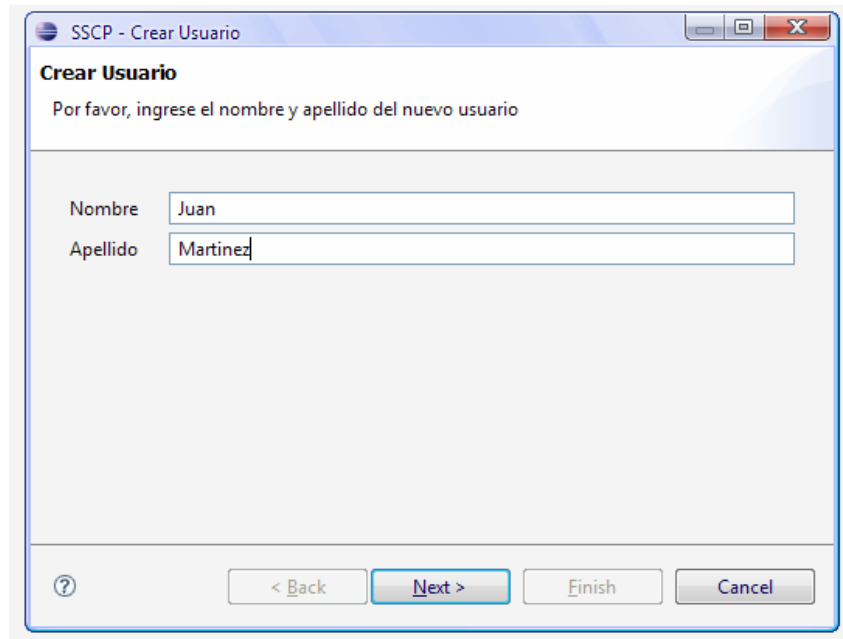 SSCP - Crear Usuario
Crear Usuario
Por favor, ingrese el nombre y apellido del nuevo usuario
Nombre Juan
Apellido Martinez
< Back Next > Finish Cancel